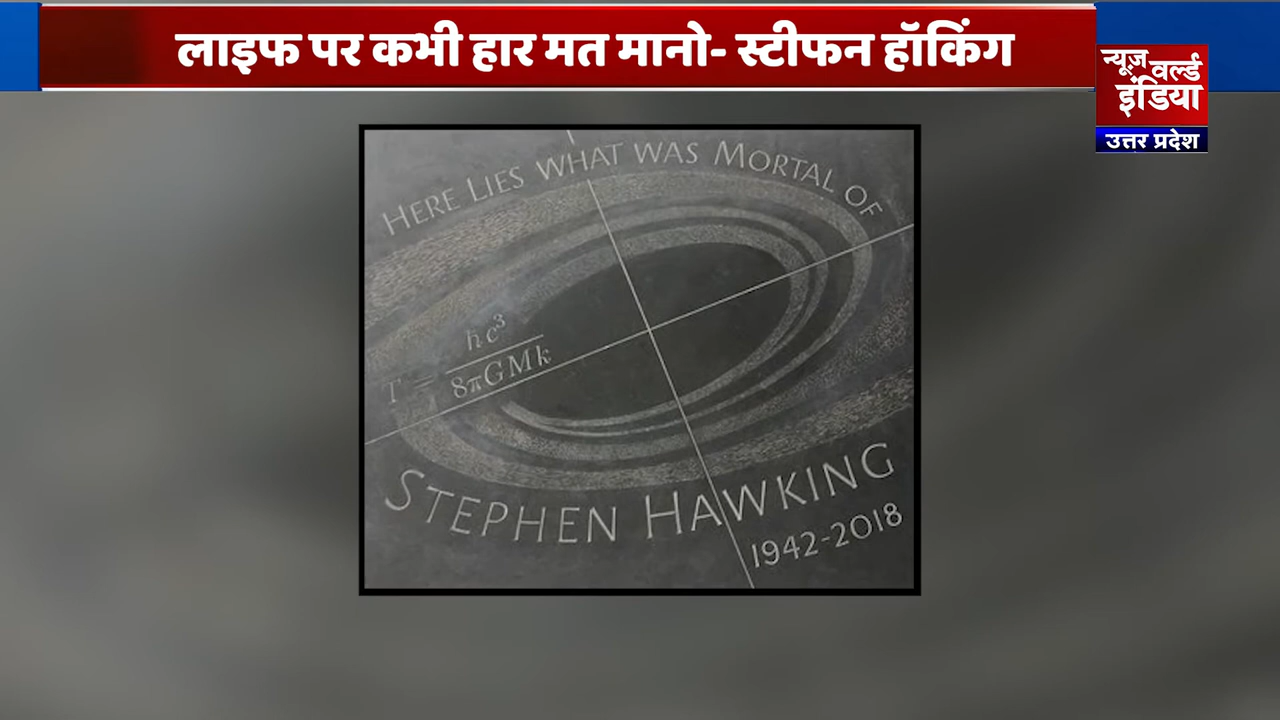 लाइफ पर कभी हार मत मानो- स्टीफन हॉकिंग
न्यूज़ वर्ल्ड
इंडिया
उत्तर प्रदेश
HERE LIES WHAT WAS MORTAL OF
T = ħc³
8πGMk
STEPHEN HAWKING
1942-2018